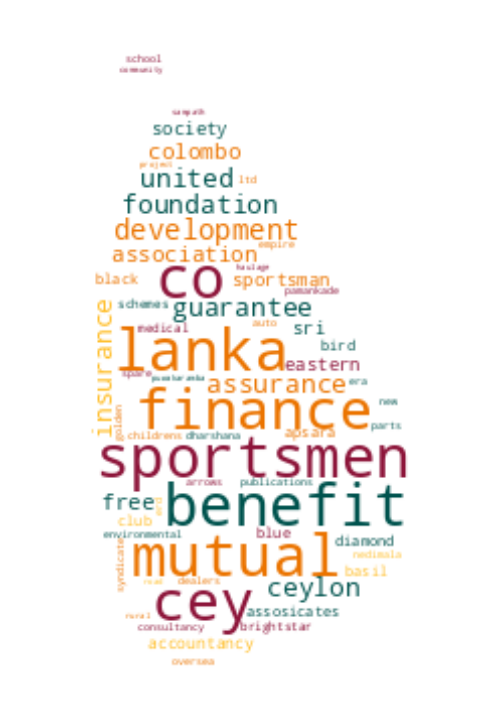 school
community
sampath
society
colombo
project
united ltd
foundation
development
empire
association
haulage
black co sportsman
pamankade
schemes guarantee
insurance
medical auto sri
lanka bird
eastern
spare
assurance era
finance new
golden
parts
childrens dharshana apsara
sportsmen
arrows publications
free benefit
club
environmental blue
diamond
mutual nedimala
syndicate
basil
road dealers ceylon
cey
assosicates
rural
consultancy brightstar
accountancy
oversea